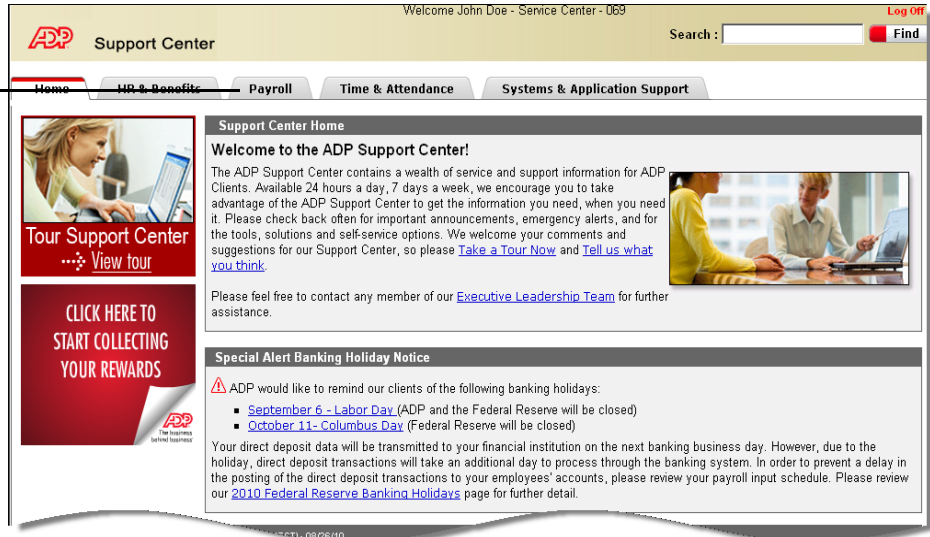 Welcome John Doe - Service Center - 069
Log Off
ADP
Support Center
Search :
Find
Home
HR & Benefits
Payroll
Time & Attendance
Systems & Application Support
Tour Support Center
View tour
CLICK HERE TO
START COLLECTING
YOUR REWARDS
ADP
The business
behind business
Support Center Home
Welcome to the ADP Support Center!
The ADP Support Center contains a wealth of service and support information for ADP
Clients. Available 24 hours a day, 7 days a week, we encourage you to take
advantage of the ADP Support Center to get the information you need, when you need
it. Please check back often for important announcements, emergency alerts, and for
the tools, solutions and self-service options. We welcome your comments and
suggestions for our Support Center, so please Take a Tour Now and Tell us what
you think.
Please feel free to contact any member of our Executive Leadership Team for further
assistance.
Special Alert Banking Holiday Notice
ADP would like to remind our clients of the following banking holidays:
September 6 - Labor Day (ADP and the Federal Reserve will be closed)
October 11- Columbus Day (Federal Reserve will be closed)
Your direct deposit data will be transmitted to your financial institution on the next banking business day. However, due to the
holiday, direct deposit transactions will take an additional day to process through the banking system. In order to prevent a delay in
the posting of the direct deposit transactions to your employees' accounts, please review your payroll input schedule. Please review
our 2010 Federal Reserve Banking Holidays page for further detail.
08/26/10